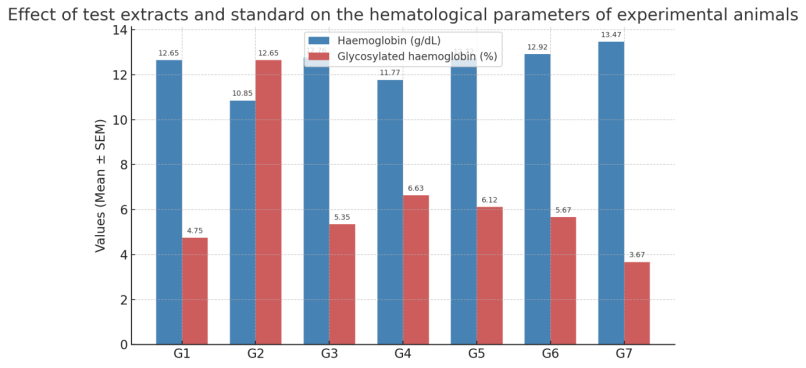 Effect of test extracts and standard on the hematological parameters of experimental animals
Haemoglobin (g/dL)
Glycosylated haemoglobin (%)
Values (Mean ± SEM)
14
12
10
8
6
4
2
0
12.65
4.75
10.85
12.65
5.35
11.77
6.63
6.12
12.92
5.67
13.47
3.67
G1
G2
G3
G4
G5
G6
G7